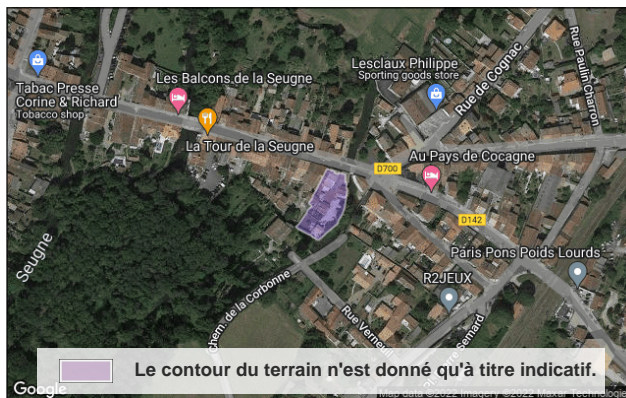 Lesclaux Philippe
Sporting goods store
Rue de Cognac
Rue Paulin Charron
Les Balcons de la Seugne
Tabac Presse
Corine & Richard
Tobacco shop
La Tour de la Seugne
D700
Au Pays de Cocagne
D142
Seugne
Paris Pons Poids Lourds
R2JEUX
Chem. de la Corbonne
Rue Verneuil
Semard
Le contour du terrain n'est donné qu'à titre indicatif.
Google
Map data ©2022 Imagery ©2022 Maxar Technologie